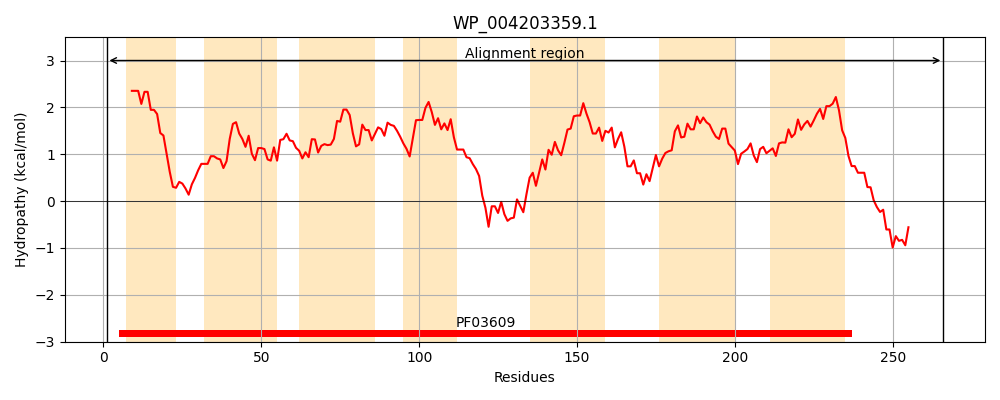 WP_004203359.1
Alignment region
3
2
1
0
−1
−2
−3
Hydropathy (kcal/mol)
PF03609
0 50 100 150 200 250
Residues